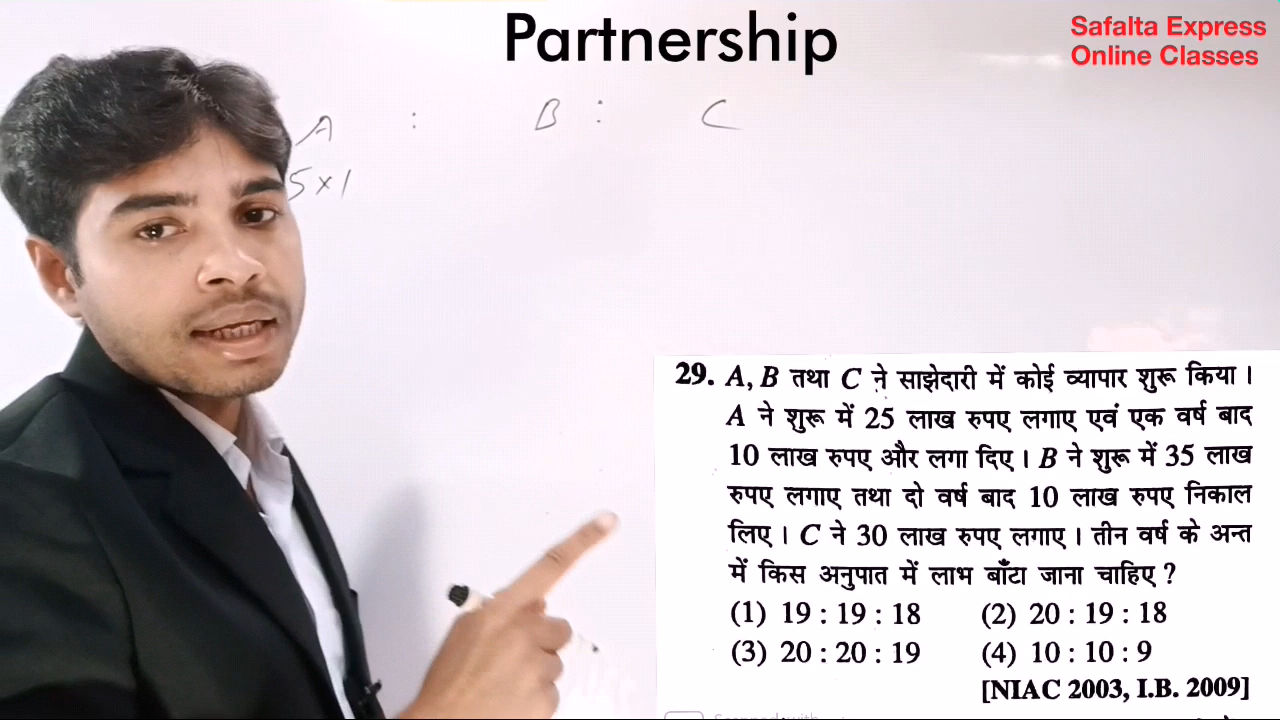 Partnership
Safalta Express
Online Classes
A : B : C
5×1
29. A, B तथा C ने साझेदारी में कोई व्यापार शुरू किया।
A ने शुरू में 25 लाख रुपए लगाए एवं एक वर्ष बाद
10 लाख रुपए और लगा दिए। B ने शुरू में 35 लाख
रुपए लगाए तथा दो वर्ष बाद 10 लाख रुपए निकाल
लिए। C ने 30 लाख रुपए लगाए। तीन वर्ष के अन्त
में किस अनुपात में लाभ बाँटा जाना चाहिए ?
(1) 19 : 19 : 18 (2) 20 : 19 : 18
(3) 20 : 20 : 19 (4) 10 : 10 : 9
[NIAC 2003, I.B. 2009]